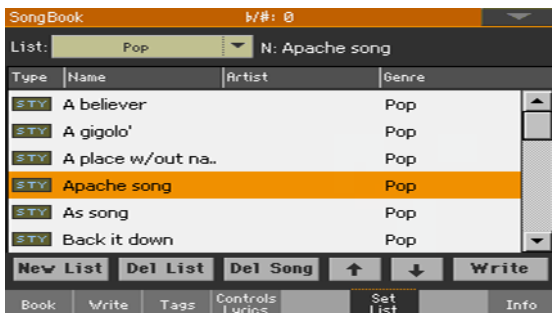 SongBook ♭/#: 0
List: Pop N: Apache song
Type Name Artist Genre
STY A believer Pop
STY A gigolo' Pop
STY A place w/out na.. Pop
STY Apache song Pop
STY As song Pop
STY Back it down Pop
New List Del List Del Song ↑ ↓ Write
Book Write Tags Controls Lyrics Set List Info